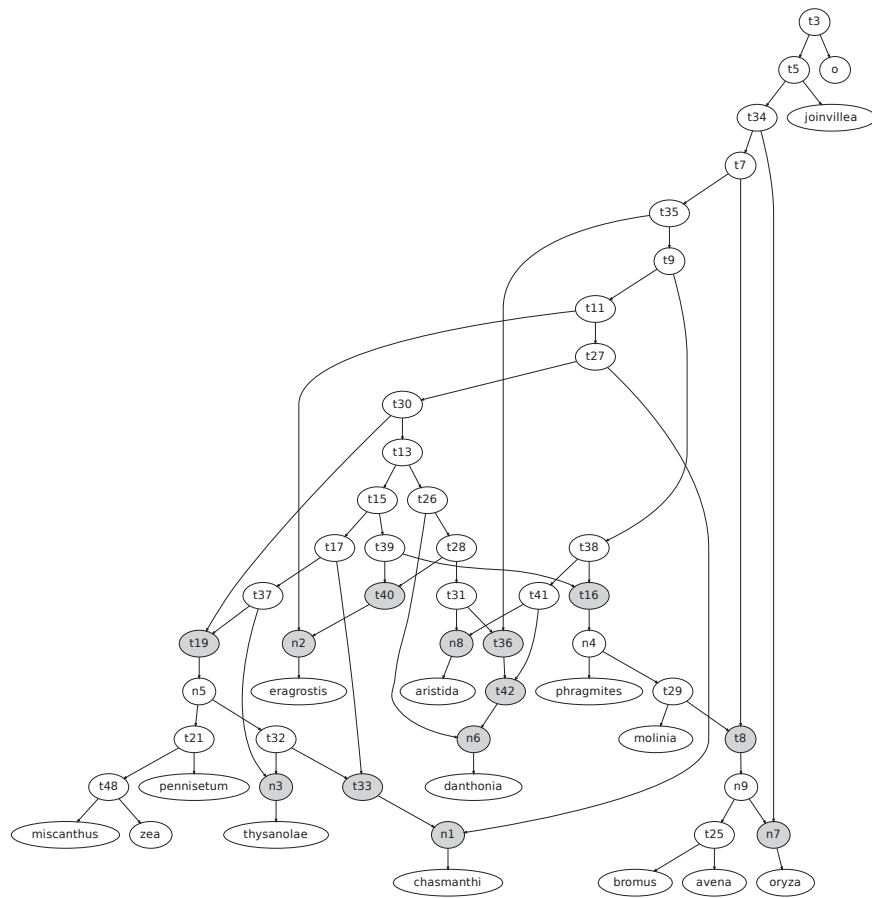 t3
t5 o
t34 joinvillea
t7
t35
t9
t11
t27
t30
t13
t15 t26
t17 t39 t28 t38
t37 t40 t31 t41 t16
t19 n2 n8 t36 n4
n5 eragrostis aristida t42 phragmites t29
t21 t32 n6 molinia t8
t48 pennisetum n3 t33 danthonia n9
miscanthus zea thysanolae n1 t25 n7
chasmanthi bromus avena oryza